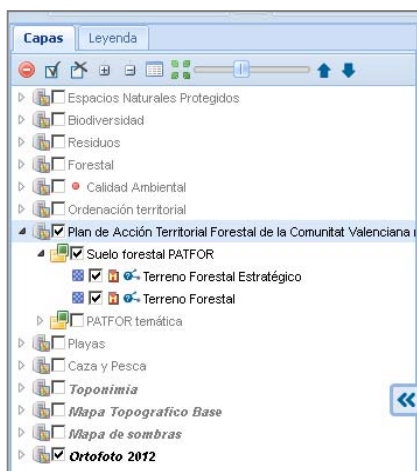 Capas Leyenda
Espacios Naturales Protegidos
Biodiversidad
Residuos
Forestal
Calidad Ambiental
Ordenación territorial
Plan de Acción Territorial Forestal de la Comunitat Valenciana
Suelo forestal PATFOR
Terreno Forestal Estratégico
Terreno Forestal
PATFOR temática
Playas
Caza y Pesca
Toponimia
Mapa Topografico Base
Mapa de sombras
Ortofoto 2012